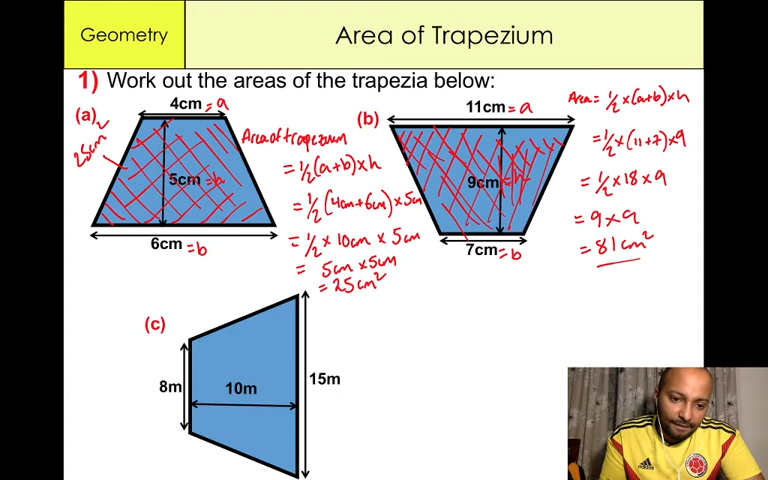 Geometry
Area of Trapezium
1) Work out the areas of the trapezia below:
(a)
4cm = a
25cm²
5cm = h
6cm = b
Area of trapezium
= ½(a+b)×h
= ½(4cm+6cm)×5cm
= ½ × 10cm × 5cm
= 5cm × 5cm
= 25cm²
(b)
11cm = a
9cm = h
7cm = b
Area = ½×(a+b)×h
= ½×(11+7)×9
= ½×18×9
= 9×9
= 81cm²
(c)
8m
10m
15m
adidas